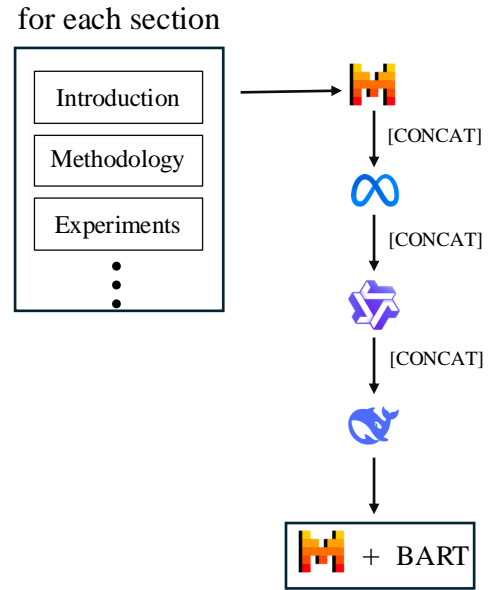 for each section
Introduction
Methodology
Experiments
[CONCAT]
[CONCAT]
[CONCAT]
+ BART